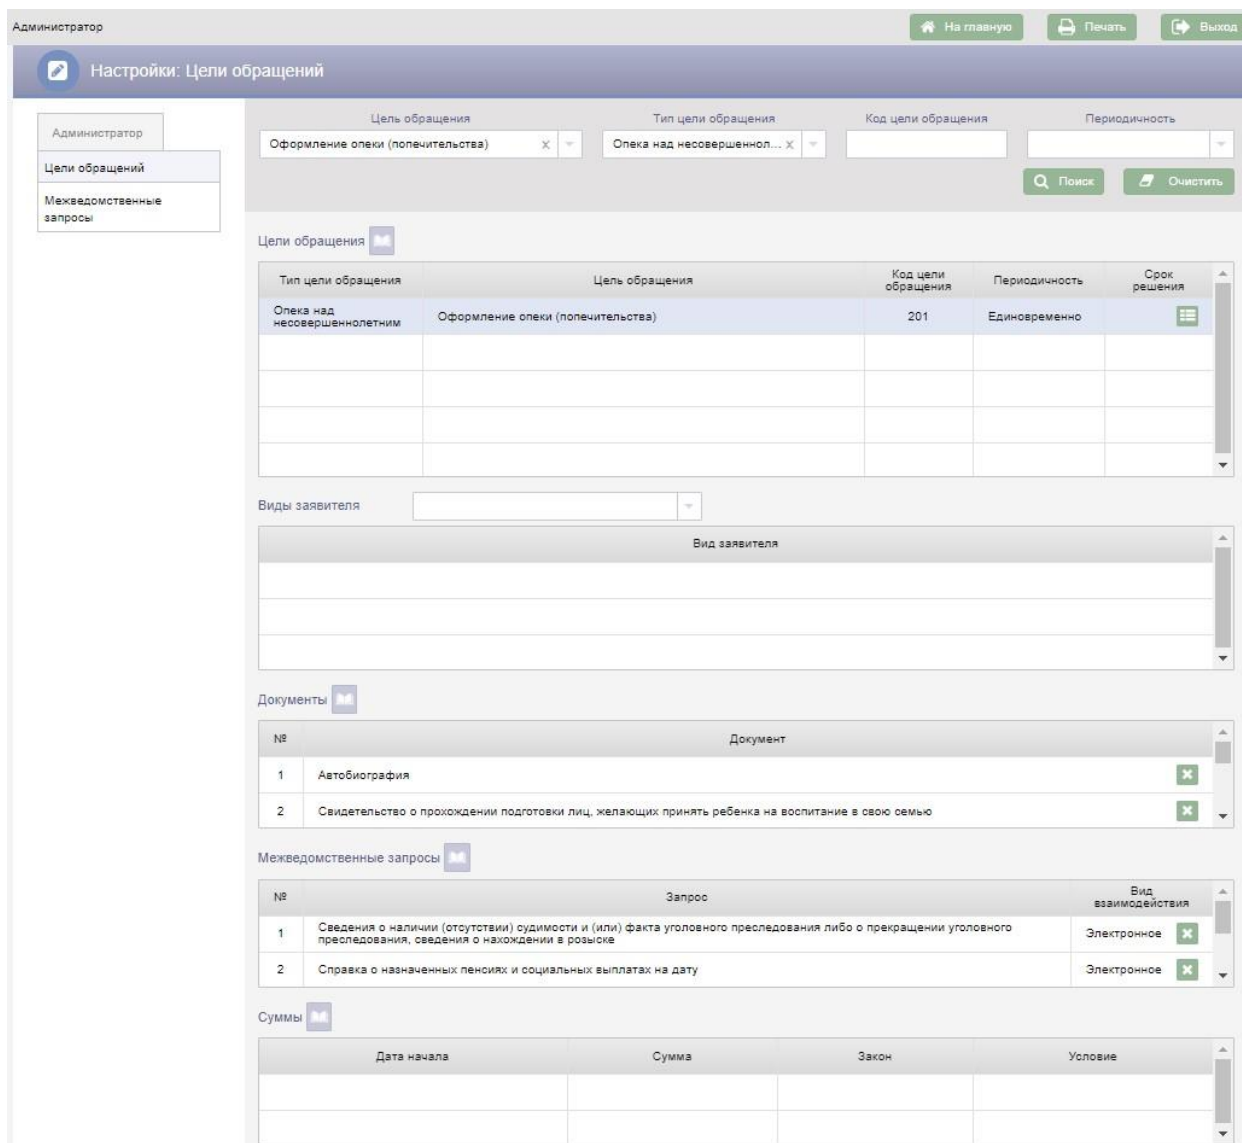 Администратор
На главную
Печать
Выход
Настройки: Цели обращений
Администратор
Цели обращений
Межведомственные
запросы
Цель обращения
Тип цели обращения
Код цели обращения
Периодичность
Оформление опеки (попечительства) x
Опека над несовершеннол... x
Поиск
Очистить
Цели обращения
Тип цели обращения
Цель обращения
Код цели
обращения
Периодичность
Срок
решения
Опека над
несовершеннолетним
Оформление опеки (попечительства)
201
Единовременно
Виды заявителя
Вид заявителя
Документы
№
Документ
1
Автобиография
2
Свидетельство о прохождении подготовки лиц, желающих принять ребенка на воспитание в свою семью
Межведомственные запросы
№
Запрос
Вид
взаимодействия
1
Сведения о наличии (отсутствии) судимости и (или) факта уголовного преследования либо о прекращении уголовного
преследования, сведения о нахождении в розыске
Электронное
2
Справка о назначенных пенсиях и социальных выплатах на дату
Электронное
Суммы
Дата начала
Сумма
Закон
Условие